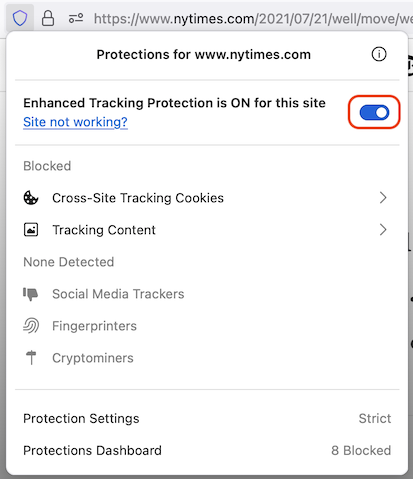 https://www.nytimes.com/2021/07/21/well/move/we
Protections for www.nytimes.com
Enhanced Tracking Protection is ON for this site
Site not working?
Blocked
Cross-Site Tracking Cookies
Tracking Content
None Detected
Social Media Trackers
Fingerprinters
Cryptominers
Protection Settings Strict
Protections Dashboard 8 Blocked